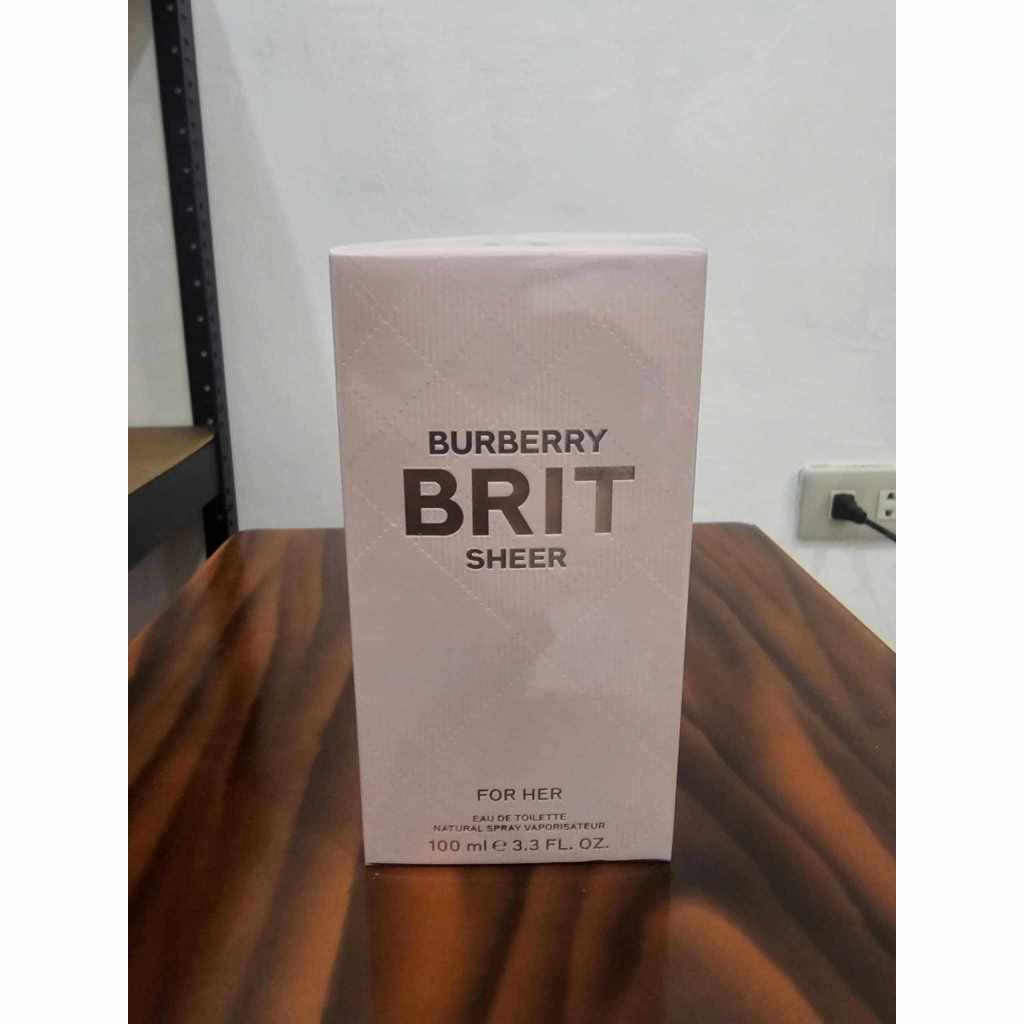 BURBERRY
BRIT
SHEER
FOR HER
EAU DE TOILETTE
NATURAL SPRAY VAPORISATEUR
100 ml ℮ 3.3 FL. OZ.